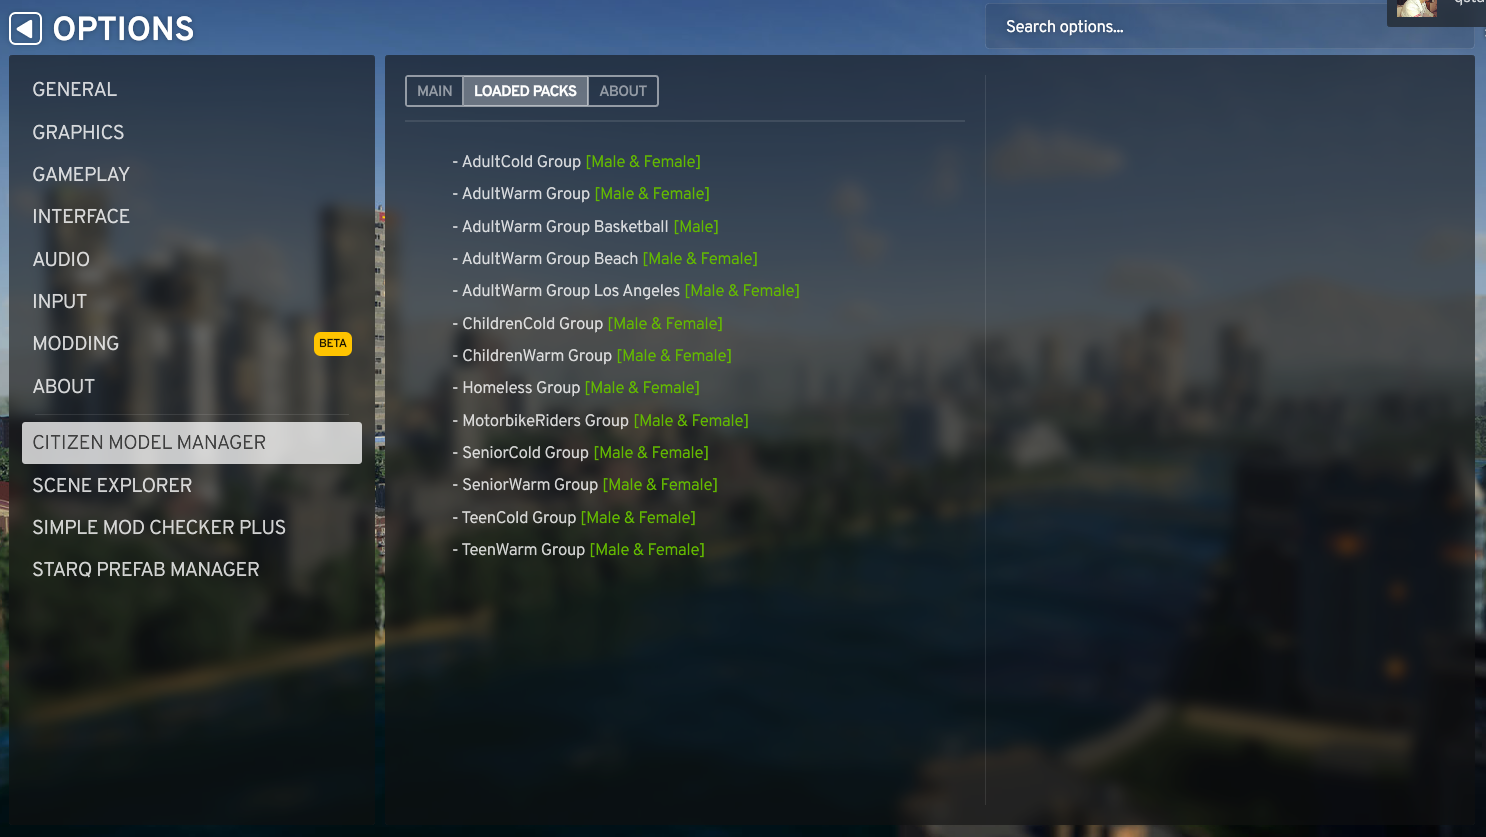 OPTIONS
Search options...
GENERAL
GRAPHICS
GAMEPLAY
INTERFACE
AUDIO
INPUT
MODDING BETA
ABOUT
CITIZEN MODEL MANAGER
SCENE EXPLORER
SIMPLE MOD CHECKER PLUS
STARQ PREFAB MANAGER
MAIN LOADED PACKS ABOUT
- AdultCold Group [Male & Female]
- AdultWarm Group [Male & Female]
- AdultWarm Group Basketball [Male]
- AdultWarm Group Beach [Male & Female]
- AdultWarm Group Los Angeles [Male & Female]
- ChildrenCold Group [Male & Female]
- ChildrenWarm Group [Male & Female]
- Homeless Group [Male & Female]
- MotorbikeRiders Group [Male & Female]
- SeniorCold Group [Male & Female]
- SeniorWarm Group [Male & Female]
- TeenCold Group [Male & Female]
- TeenWarm Group [Male & Female]